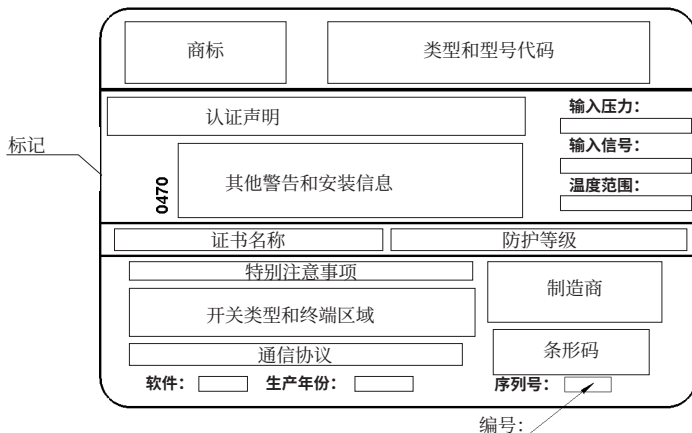 商标
类型和型号代码
认证声明
输入压力：
输入信号：
标记
其他警告和安装信息
温度范围：
0470
证书名称
防护等级
特别注意事项
制造商
开关类型和终端区域
条形码
通信协议
软件：
生产年份：
序列号：
编号：